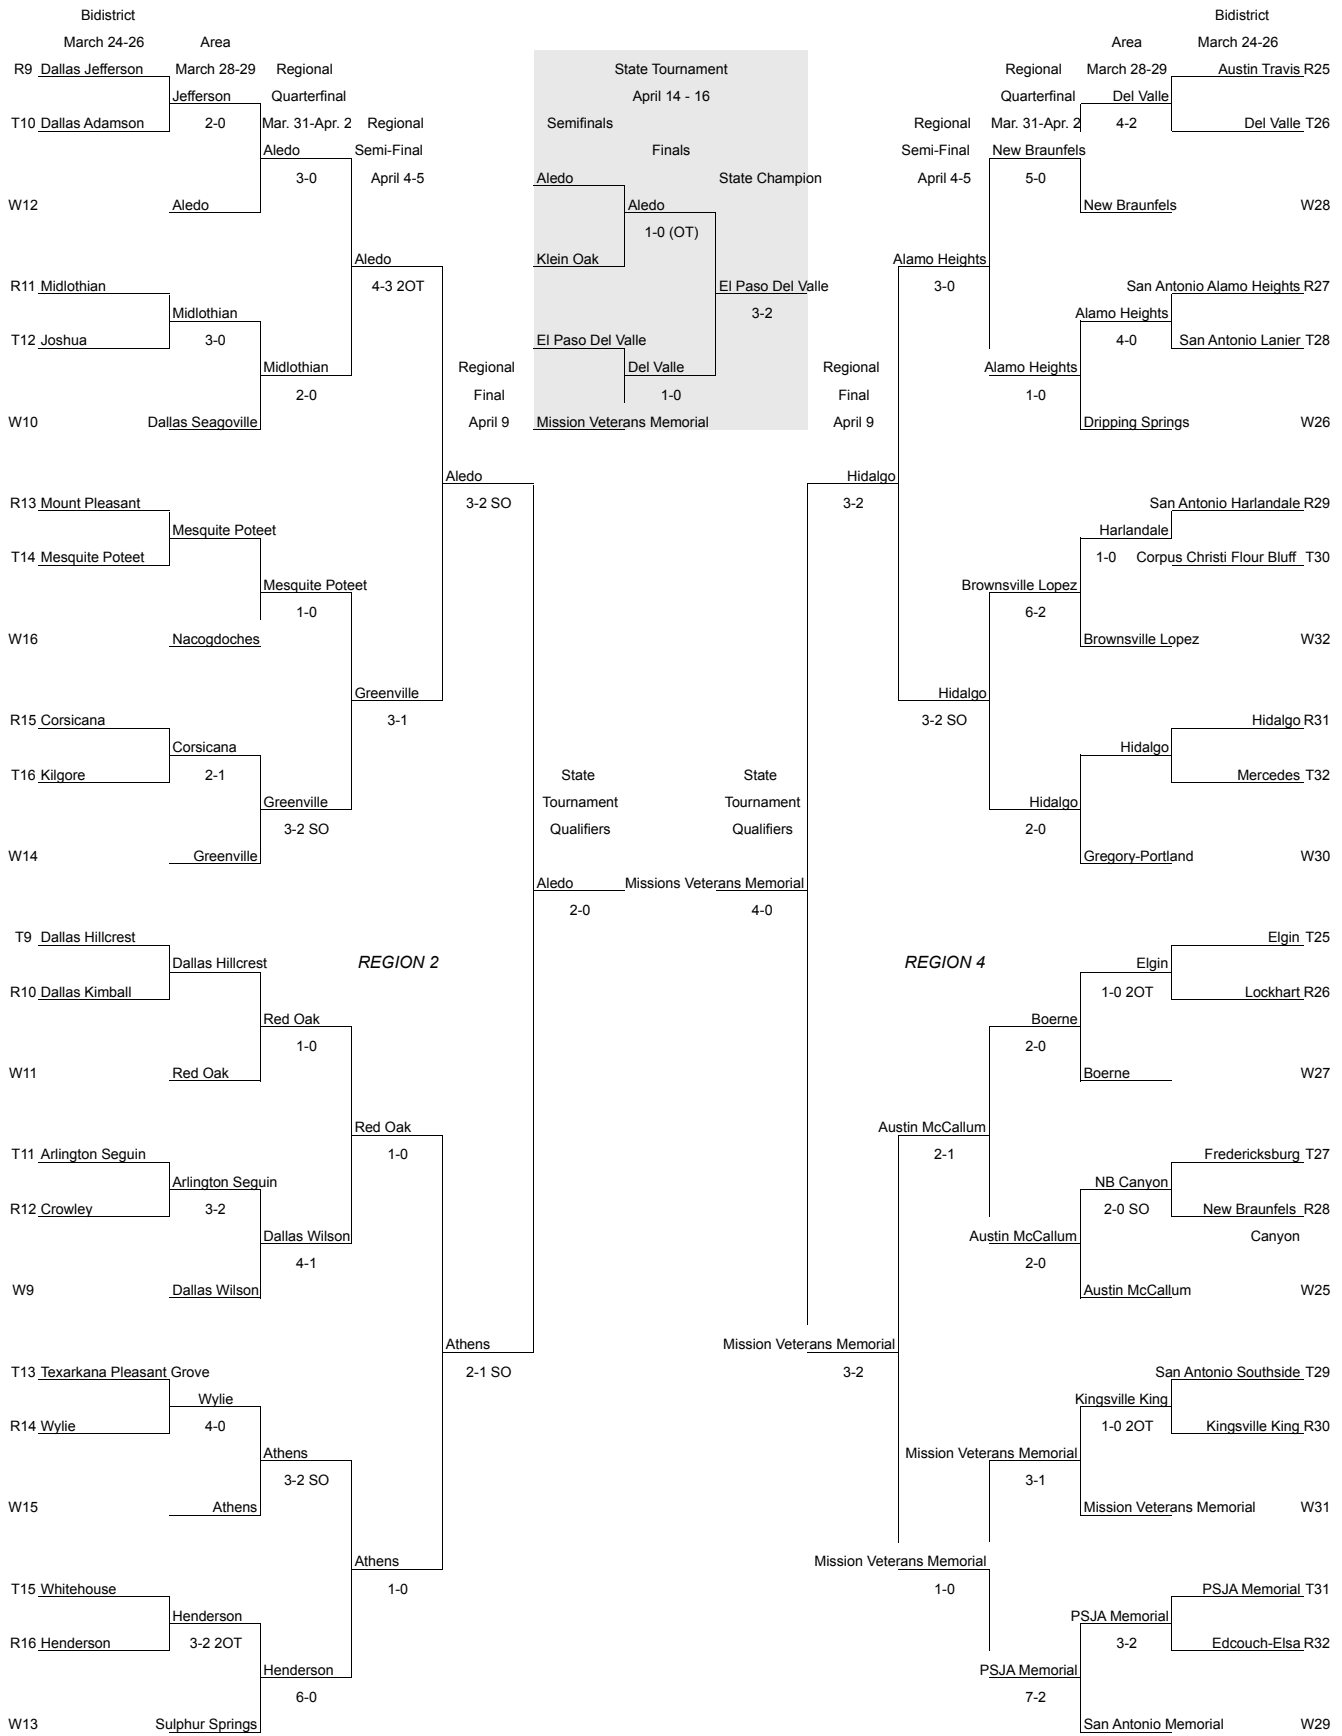 Bidistrict Bidistrict
March 24-26 Area Area March 24-26
R9 Dallas Jefferson March 28-29 Regional State Tournament Regional March 28-29 Austin Travis R25
Jefferson Quarterfinal April 14 - 16 Quarterfinal Del Valle
T10 Dallas Adamson 2-0 Mar. 31-Apr. 2 Regional Semifinals Regional Mar. 31-Apr. 2 4-2 Del Valle T26
Aledo Semi-Final Finals Semi-Final New Braunfels
3-0 April 4-5 Aledo State Champion April 4-5 5-0
W12 Aledo Aledo New Braunfels W28
1-0 (OT)
Aledo Klein Oak Alamo Heights
R11 Midlothian 4-3 2OT El Paso Del Valle 3-0 San Antonio Alamo Heights R27
Midlothian 3-2 Alamo Heights
T12 Joshua 3-0 El Paso Del Valle 4-0 San Antonio Lanier T28
Midlothian Regional Del Valle Regional Alamo Heights
2-0 Final 1-0 Final 1-0
W10 Dallas Seagoville April 9 Mission Veterans Memorial April 9 Dripping Springs W26
Aledo Hidalgo
R13 Mount Pleasant 3-2 SO 3-2 San Antonio Harlandale R29
Mesquite Poteet Harlandale
T14 Mesquite Poteet 1-0 Corpus Christi Flour Bluff T30
Mesquite Poteet Brownsville Lopez
1-0 6-2
W16 Nacogdoches Brownsville Lopez W32
Greenville Hidalgo
R15 Corsicana 3-1 3-2 SO Hidalgo R31
Corsicana Hidalgo
T16 Kilgore 2-1 State State Mercedes T32
Greenville Tournament Tournament Hidalgo
3-2 SO Qualifiers Qualifiers 2-0
W14 Greenville Gregory-Portland W30
Aledo Missions Veterans Memorial
2-0 4-0
T9 Dallas Hillcrest Elgin T25
Dallas Hillcrest REGION 2 REGION 4 Elgin
R10 Dallas Kimball 1-0 2OT Lockhart R26
Red Oak Boerne
1-0 2-0
W11 Red Oak Boerne W27
Red Oak Austin McCallum
T11 Arlington Seguin 1-0 2-1 Fredericksburg T27
Arlington Seguin NB Canyon
R12 Crowley 3-2 2-0 SO New Braunfels R28
Dallas Wilson Austin McCallum Canyon
4-1 2-0
W9 Dallas Wilson Austin McCallum W25
Athens Mission Veterans Memorial
T13 Texarkana Pleasant Grove 2-1 SO 3-2 San Antonio Southside T29
Wylie Kingsville King
R14 Wylie 4-0 1-0 2OT Kingsville King R30
Athens Mission Veterans Memorial
3-2 SO 3-1
W15 Athens Mission Veterans Memorial W31
Athens Mission Veterans Memorial
T15 Whitehouse 1-0 1-0 PSJA Memorial T31
Henderson PSJA Memorial
R16 Henderson 3-2 2OT 3-2 Edcouch-Elsa R32
Henderson PSJA Memorial
6-0 7-2
W13 Sulphur Springs San Antonio Memorial W29